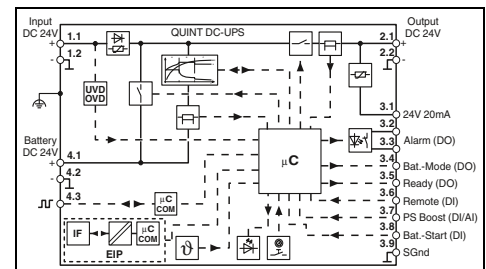 Input
DC 24V
QUINT DC-UPS
Output
DC 24V
1.1
+
1.2
-
2.1
+
2.2
-
UVD
OVD
3.1
24V 20mA
3.2
3.3
Alarm (DO)
Battery
DC 24V
4.1
+
4.2
-
4.3
µC
3.4
Bat.-Mode (DO)
3.5
Ready (DO)
3.6
Remote (DI)
3.7
PS Boost (DI/AI)
3.8
Bat.-Start (DI)
3.9
SGnd
µC
COM
IF
µC
COM
EIP
ϑ